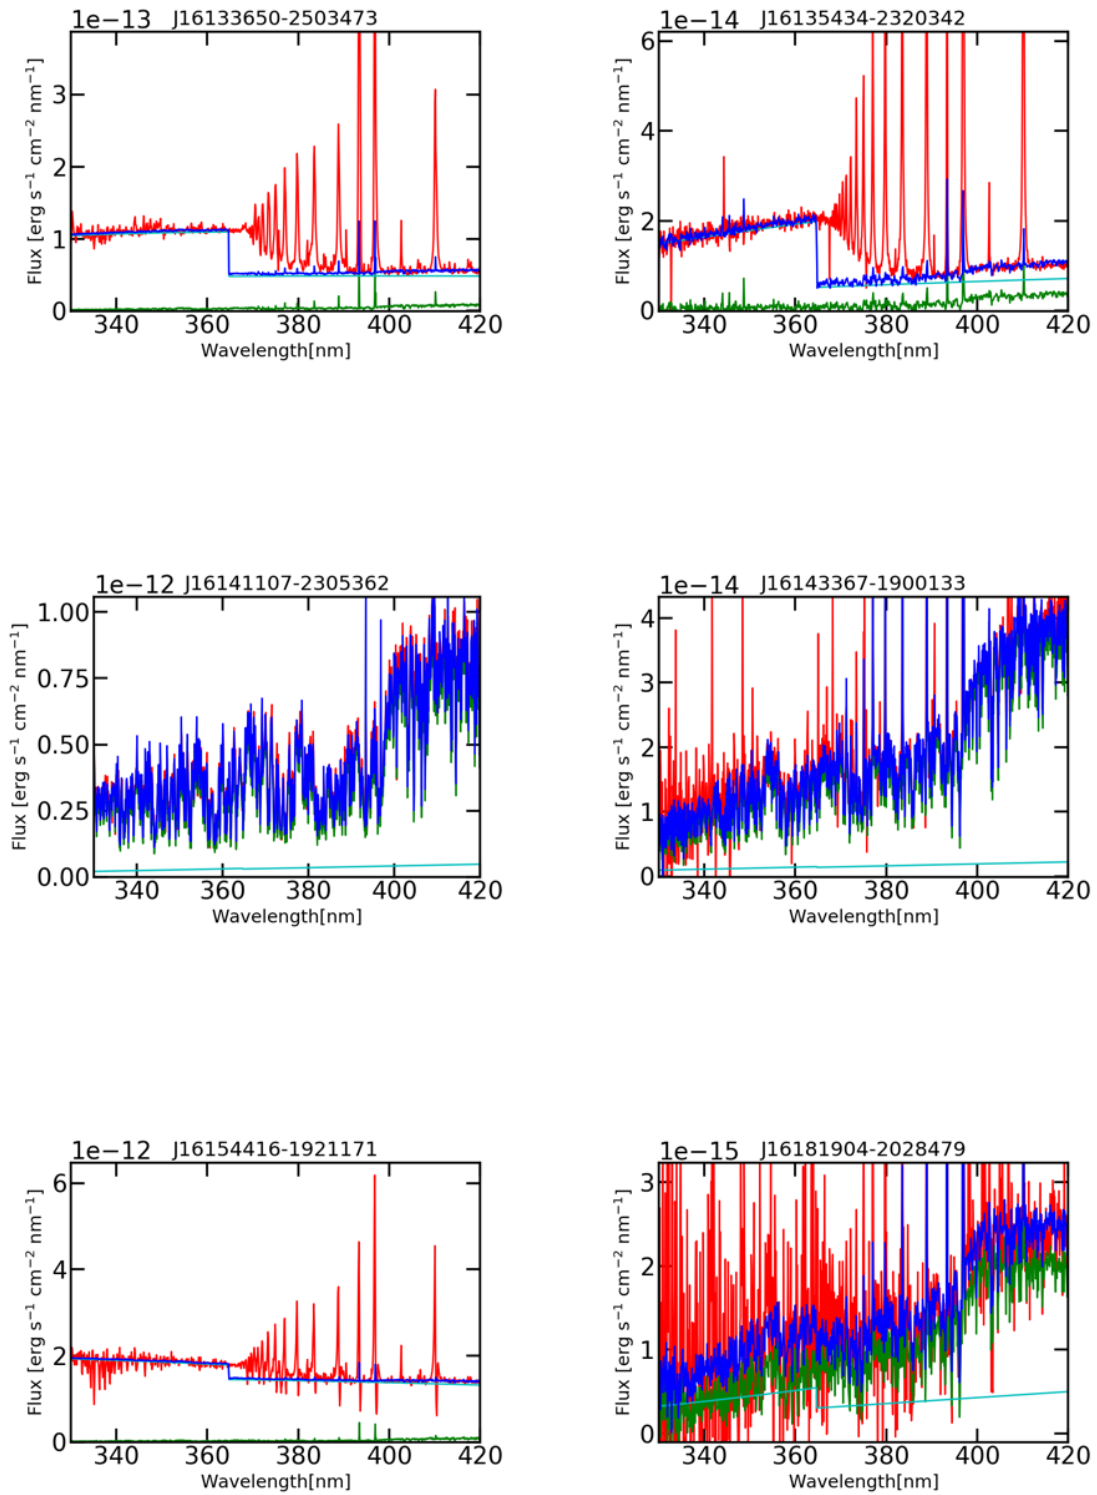 1e−13 J16133650-2503473
Flux [erg s⁻¹ cm⁻² nm⁻¹]
3
2
1
0
340 360 380 400 420
Wavelength[nm]
1e−14 J16135434-2320342
Flux [erg s⁻¹ cm⁻² nm⁻¹]
6
4
2
0
340 360 380 400 420
Wavelength[nm]
1e−12 J16141107-2305362
Flux [erg s⁻¹ cm⁻² nm⁻¹]
1.00
0.75
0.50
0.25
0.00
340 360 380 400 420
Wavelength[nm]
1e−14 J16143367-1900133
Flux [erg s⁻¹ cm⁻² nm⁻¹]
4
3
2
1
0
340 360 380 400 420
Wavelength[nm]
1e−12 J16154416-1921171
Flux [erg s⁻¹ cm⁻² nm⁻¹]
6
4
2
0
340 360 380 400 420
Wavelength[nm]
1e−15 J16181904-2028479
Flux [erg s⁻¹ cm⁻² nm⁻¹]
3
2
1
0
340 360 380 400 420
Wavelength[nm]